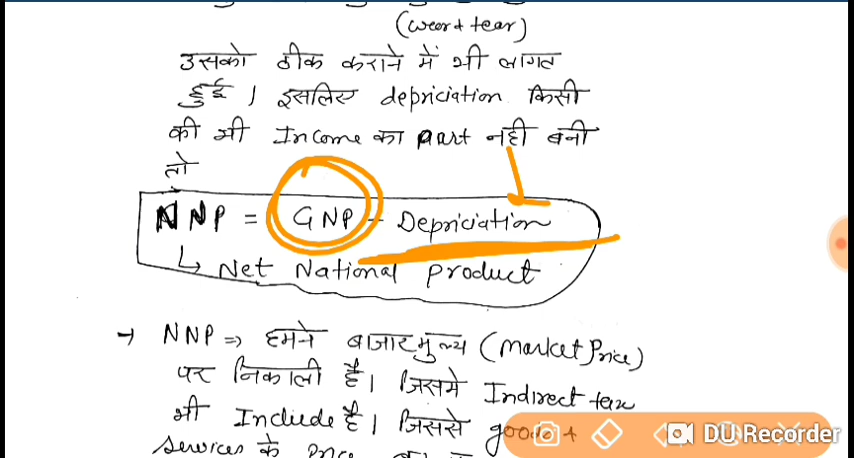 (wear + tear)
उसको ठीक कराने में भी लागत
हुई। इसलिए depriciation किसी
की भी Income का part नही बनी
तो
NNP = GNP - Depriciation
↳ Net National Product
→ NNP => हमने बाजार मुल्य (market Price)
पर निकाली है। जिसमे Indirect tax
भी Include है। जिससे goods +
services के
DU Recorder